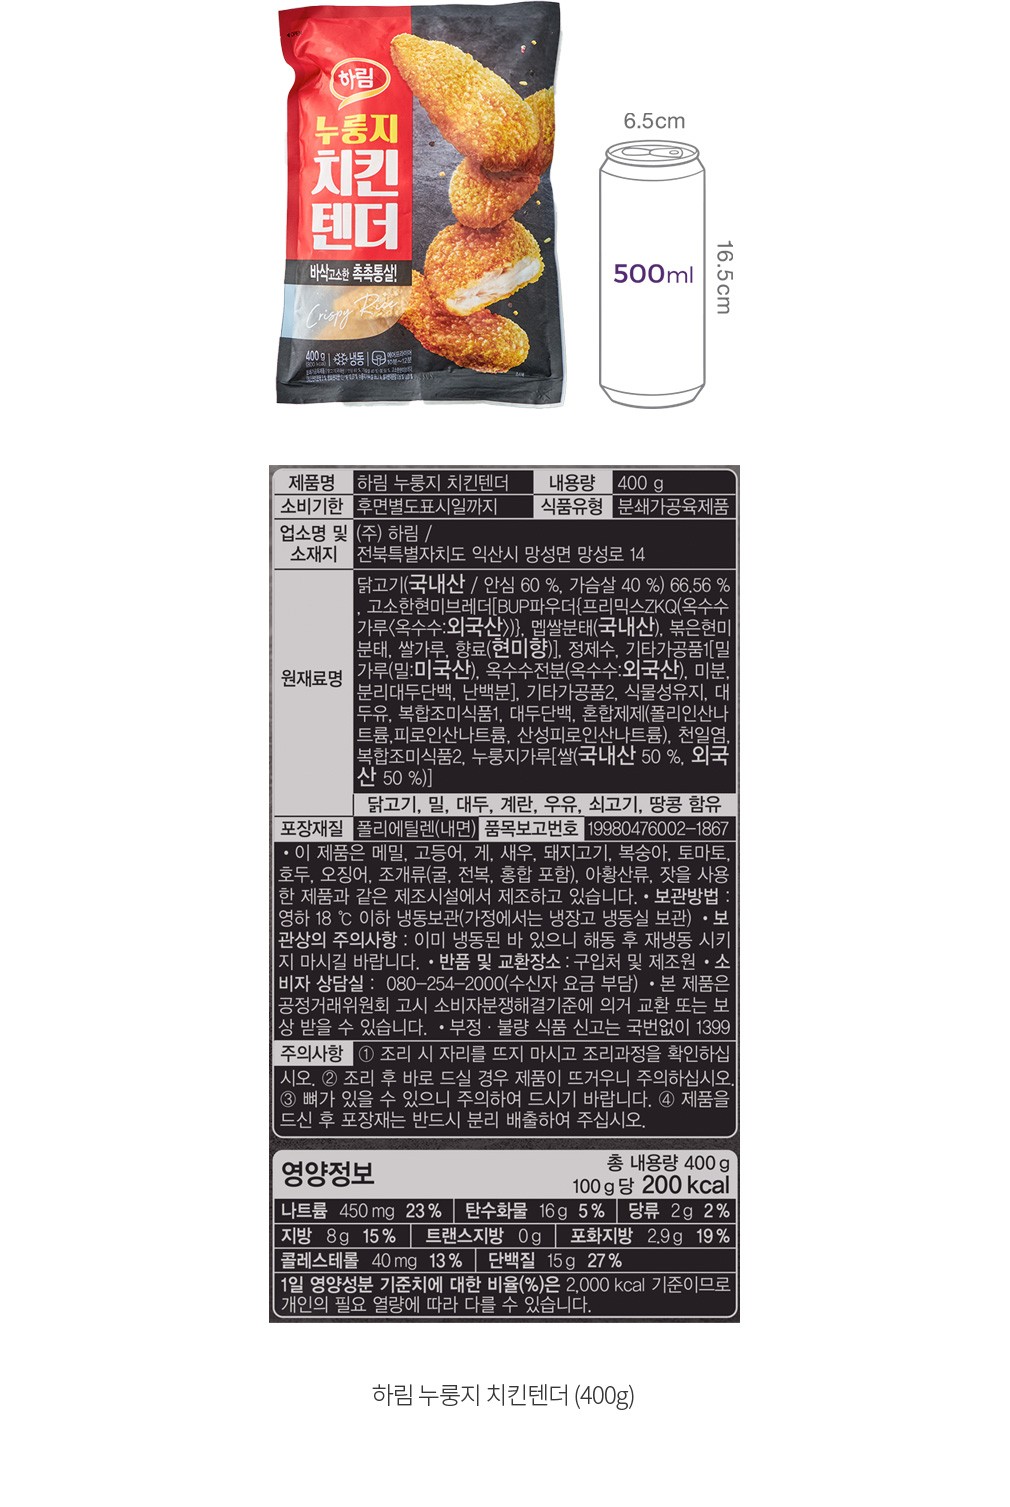 하림
누룽지
치킨
텐더
바삭고소한 촉촉통살!
Crispy Rice
400 g
냉동
에어프라이어
10분~12분
6.5cm
500ml
16.5cm
제품명 하림 누룽지 치킨텐더 내용량 400 g
소비기한 후면별도표시일까지 식품유형 분쇄가공육제품
업소명 및 소재지 (주) 하림 /
전북특별자치도 익산시 망성면 망성로 14
원재료명
닭고기(국내산 / 안심 60 %, 가슴살 40 %) 66.56 %
, 고소한현미브레더[BUP파우더{프리믹스ZKQ(옥수수
가루〈옥수수:외국산〉)}, 멥쌀분태(국내산), 볶은현미
분태, 쌀가루, 향료(현미향)], 정제수, 기타가공품1[밀
가루(밀:미국산), 옥수수전분(옥수수:외국산), 미분,
분리대두단백, 난백분], 기타가공품2, 식물성유지, 대
두유, 복합조미식품1, 대두단백, 혼합제제(폴리인산나
트륨,피로인산나트륨, 산성피로인산나트륨), 천일염,
복합조미식품2, 누룽지가루[쌀(국내산 50 %, 외국
산 50 %)]
닭고기, 밀, 대두, 계란, 우유, 쇠고기, 땅콩 함유
포장재질 폴리에틸렌(내면) 품목보고번호 19980476002-1867
• 이 제품은 메밀, 고등어, 게, 새우, 돼지고기, 복숭아, 토마토,
호두, 오징어, 조개류(굴, 전복, 홍합 포함), 아황산류, 잣을 사용
한 제품과 같은 제조시설에서 제조하고 있습니다. • 보관방법 :
영하 18 ℃ 이하 냉동보관(가정에서는 냉장고 냉동실 보관) • 보
관상의 주의사항 : 이미 냉동된 바 있으니 해동 후 재냉동 시키
지 마시길 바랍니다. • 반품 및 교환장소 : 구입처 및 제조원 • 소
비자 상담실 : 080-254-2000(수신자 요금 부담) • 본 제품은
공정거래위원회 고시 소비자분쟁해결기준에 의거 교환 또는 보
상 받을 수 있습니다. • 부정 · 불량 식품 신고는 국번없이 1399
주의사항 ① 조리 시 자리를 뜨지 마시고 조리과정을 확인하십
시오. ② 조리 후 바로 드실 경우 제품이 뜨거우니 주의하십시오.
③ 뼈가 있을 수 있으니 주의하여 드시기 바랍니다. ④ 제품을
드신 후 포장재는 반드시 분리 배출하여 주십시오.
영양정보
총 내용량 400 g
100 g 당 200 kcal
나트륨 450 mg 23 % 탄수화물 16 g 5 % 당류 2 g 2 %
지방 8 g 15 % 트랜스지방 0 g 포화지방 2.9 g 19 %
콜레스테롤 40 mg 13 % 단백질 15 g 27 %
1일 영양성분 기준치에 대한 비율(%)은 2,000 kcal 기준이므로
개인의 필요 열량에 따라 다를 수 있습니다.
하림 누룽지 치킨텐더 (400g)